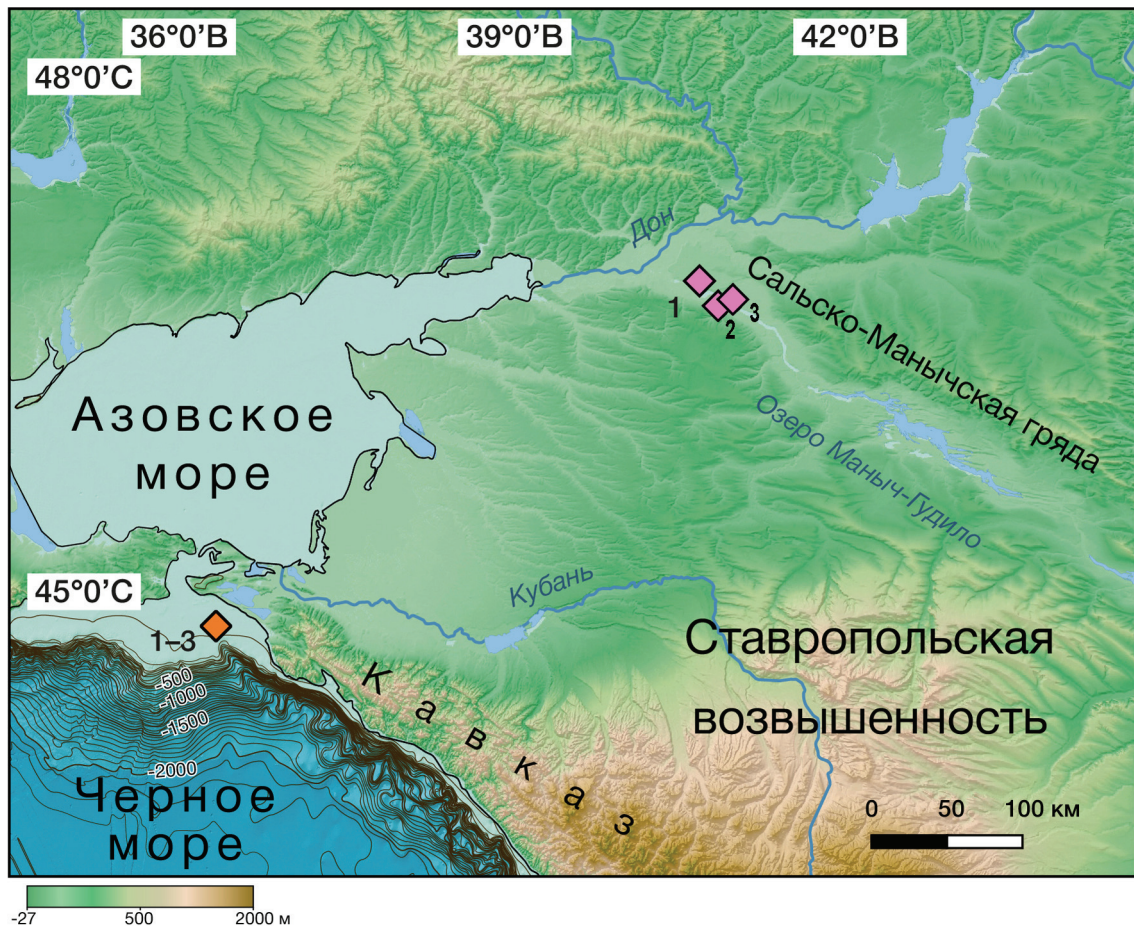 36°0'В
39°0'В
42°0'В
48°0'С
Дон
1
2
3
Сальско-Манычская гряда
Азовское
море
Озеро Маныч-Гудило
45°0'С
Кубань
1–3
Ставропольская
возвышенность
Кавказ
-500
-1000
-1500
-2000
Черное
море
0 50 100 км
-27 500 2000 м